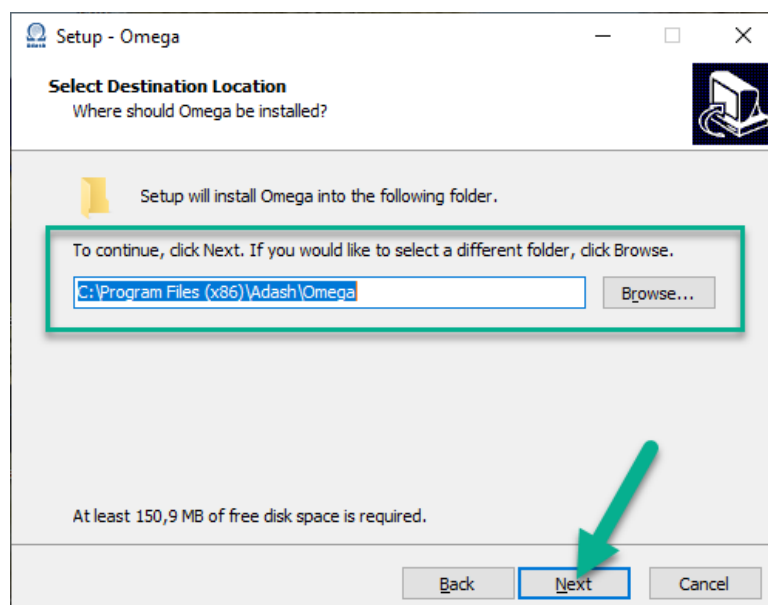 Setup - Omega
Select Destination Location
Where should Omega be installed?
Setup will install Omega into the following folder.
To continue, click Next. If you would like to select a different folder, click Browse.
C:\Program Files (x86)\Adash\Omega
Browse...
At least 150,9 MB of free disk space is required.
Back
Next
Cancel